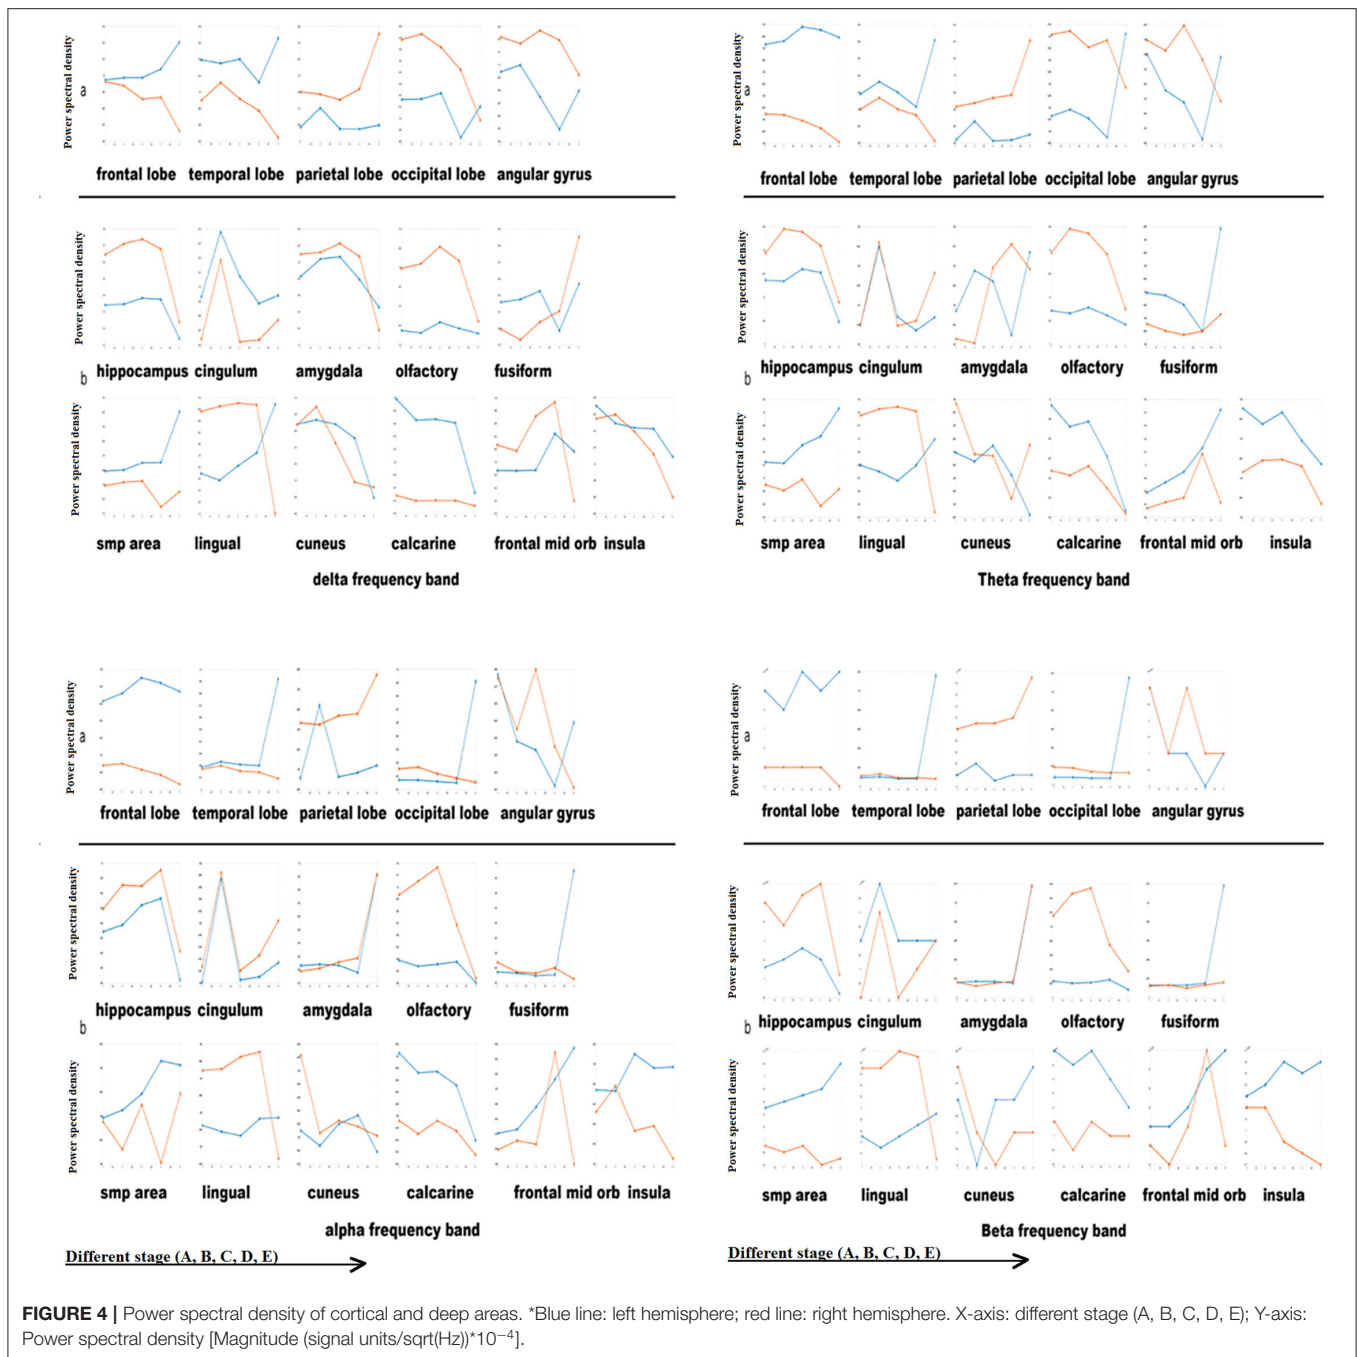 Power spectral density
a
frontal lobe temporal lobe parietal lobe occipital lobe angular gyrus
Power spectral density
hippocampus cingulum amygdala olfactory fusiform
b
Power spectral density
smp area lingual cuneus calcarine frontal mid orb insula
delta frequency band
Power spectral density
a
frontal lobe temporal lobe parietal lobe occipital lobe angular gyrus
Power spectral density
hippocampus cingulum amygdala olfactory fusiform
b
Power spectral density
smp area lingual cuneus calcarine frontal mid orb insula
Theta frequency band
Power spectral density
a
frontal lobe temporal lobe parietal lobe occipital lobe angular gyrus
Power spectral density
hippocampus cingulum amygdala olfactory fusiform
b
Power spectral density
smp area lingual cuneus calcarine frontal mid orb insula
alpha frequency band
Different stage (A, B, C, D, E)
Power spectral density
a
frontal lobe temporal lobe parietal lobe occipital lobe angular gyrus
Power spectral density
hippocampus cingulum amygdala olfactory fusiform
b
Power spectral density
smp area lingual cuneus calcarine frontal mid orb insula
Beta frequency band
Different stage (A, B, C, D, E)
FIGURE 4 | Power spectral density of cortical and deep areas. *Blue line: left hemisphere; red line: right hemisphere. X-axis: different stage (A, B, C, D, E); Y-axis:
Power spectral density [Magnitude (signal units/sqrt(Hz))*10⁻⁴].